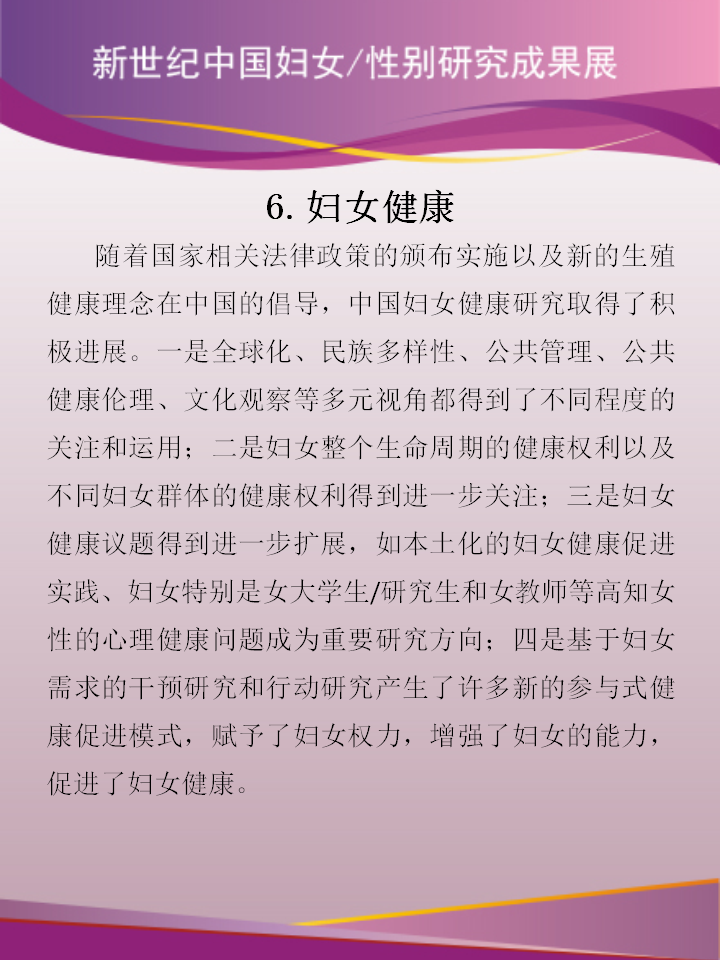 新世纪中国妇女/性别研究成果展
6. 妇女健康
随着国家相关法律政策的颁布实施以及新的生殖
健康理念在中国的倡导，中国妇女健康研究取得了积
极进展。一是全球化、民族多样性、公共管理、公共
健康伦理、文化观察等多元视角都得到了不同程度的
关注和运用；二是妇女整个生命周期的健康权利以及
不同妇女群体的健康权利得到进一步关注；三是妇女
健康议题得到进一步扩展，如本土化的妇女健康促进
实践、妇女特别是女大学生/研究生和女教师等高知女
性的心理健康问题成为重要研究方向；四是基于妇女
需求的干预研究和行动研究产生了许多新的参与式健
康促进模式，赋予了妇女权力，增强了妇女的能力，
促进了妇女健康。